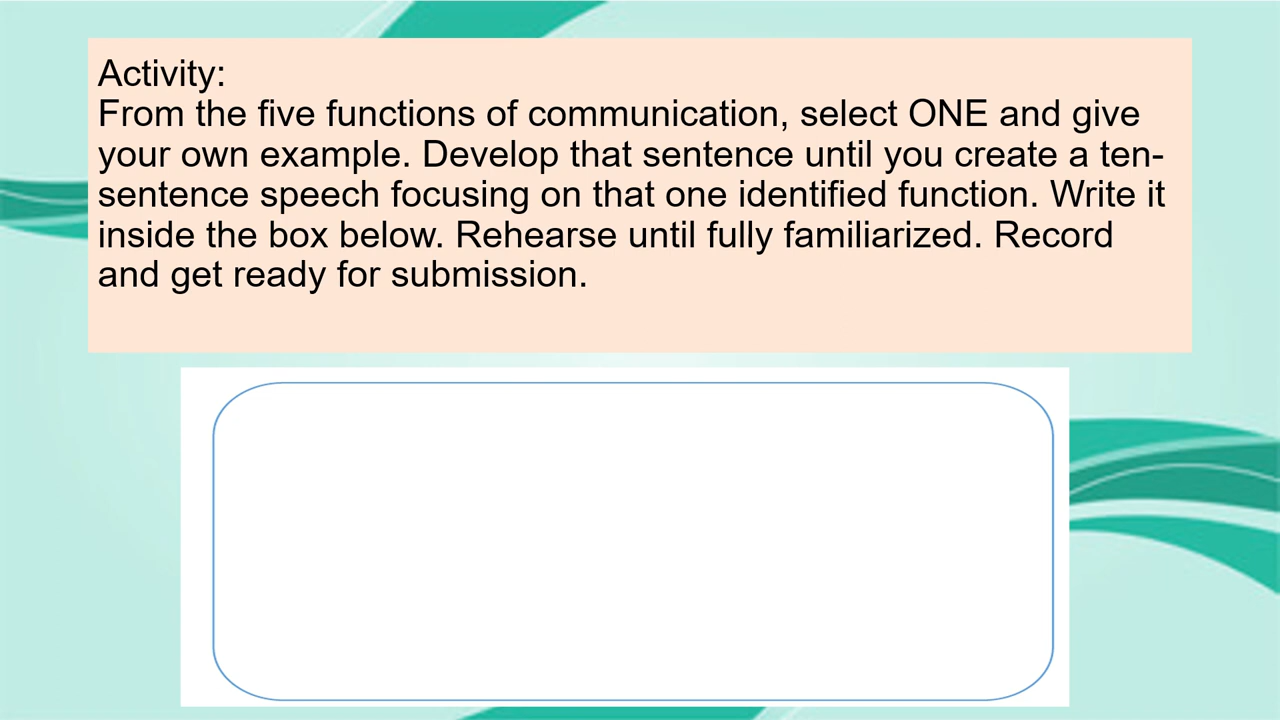 Activity:
From the five functions of communication, select ONE and give
your own example. Develop that sentence until you create a ten-
sentence speech focusing on that one identified function. Write it
inside the box below. Rehearse until fully familiarized. Record
and get ready for submission.